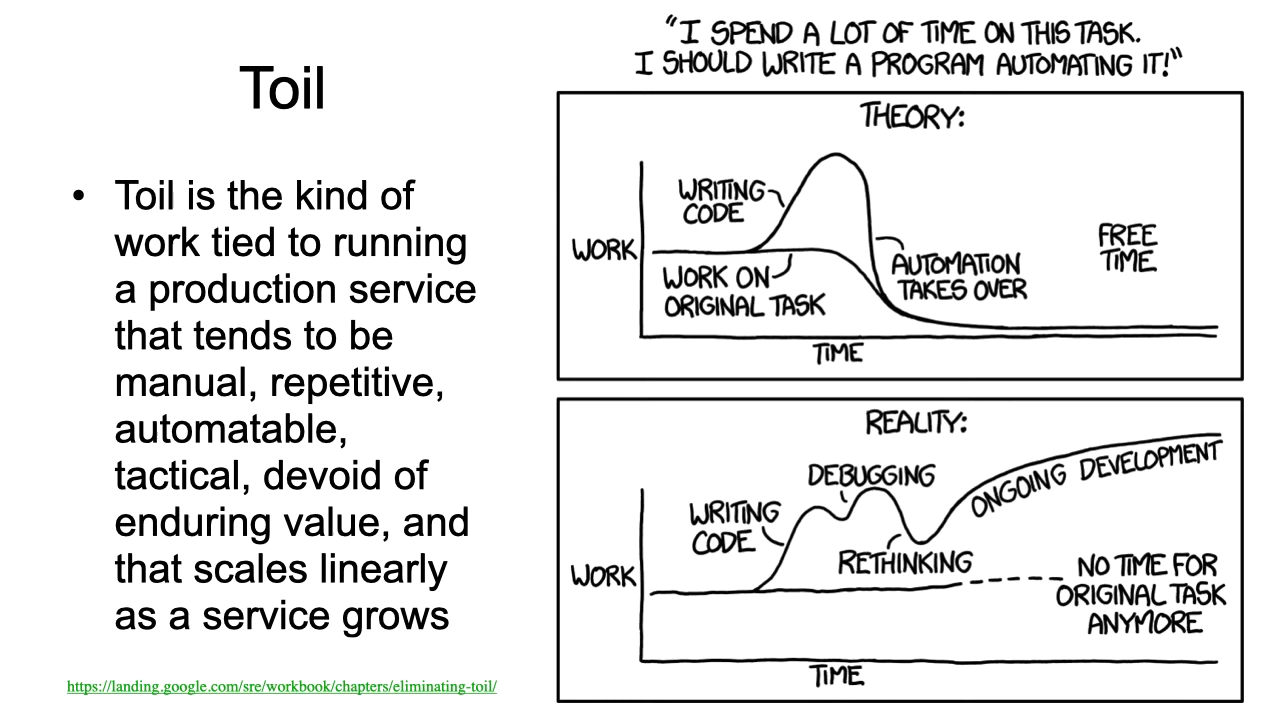 Toil
• Toil is the kind of
work tied to running
a production service
that tends to be
manual, repetitive,
automatable,
tactical, devoid of
enduring value, and
that scales linearly
as a service grows
https://landing.google.com/sre/workbook/chapters/eliminating-toil/
"I SPEND A LOT OF TIME ON THIS TASK.
I SHOULD WRITE A PROGRAM AUTOMATING IT!"
THEORY:
WRITING
CODE
WORK
WORK ON
ORIGINAL TASK
AUTOMATION
TAKES OVER
FREE
TIME
TIME
REALITY:
WRITING
CODE
DEBUGGING
RETHINKING
ONGOING DEVELOPMENT
WORK
NO TIME FOR
ORIGINAL TASK
ANYMORE
TIME